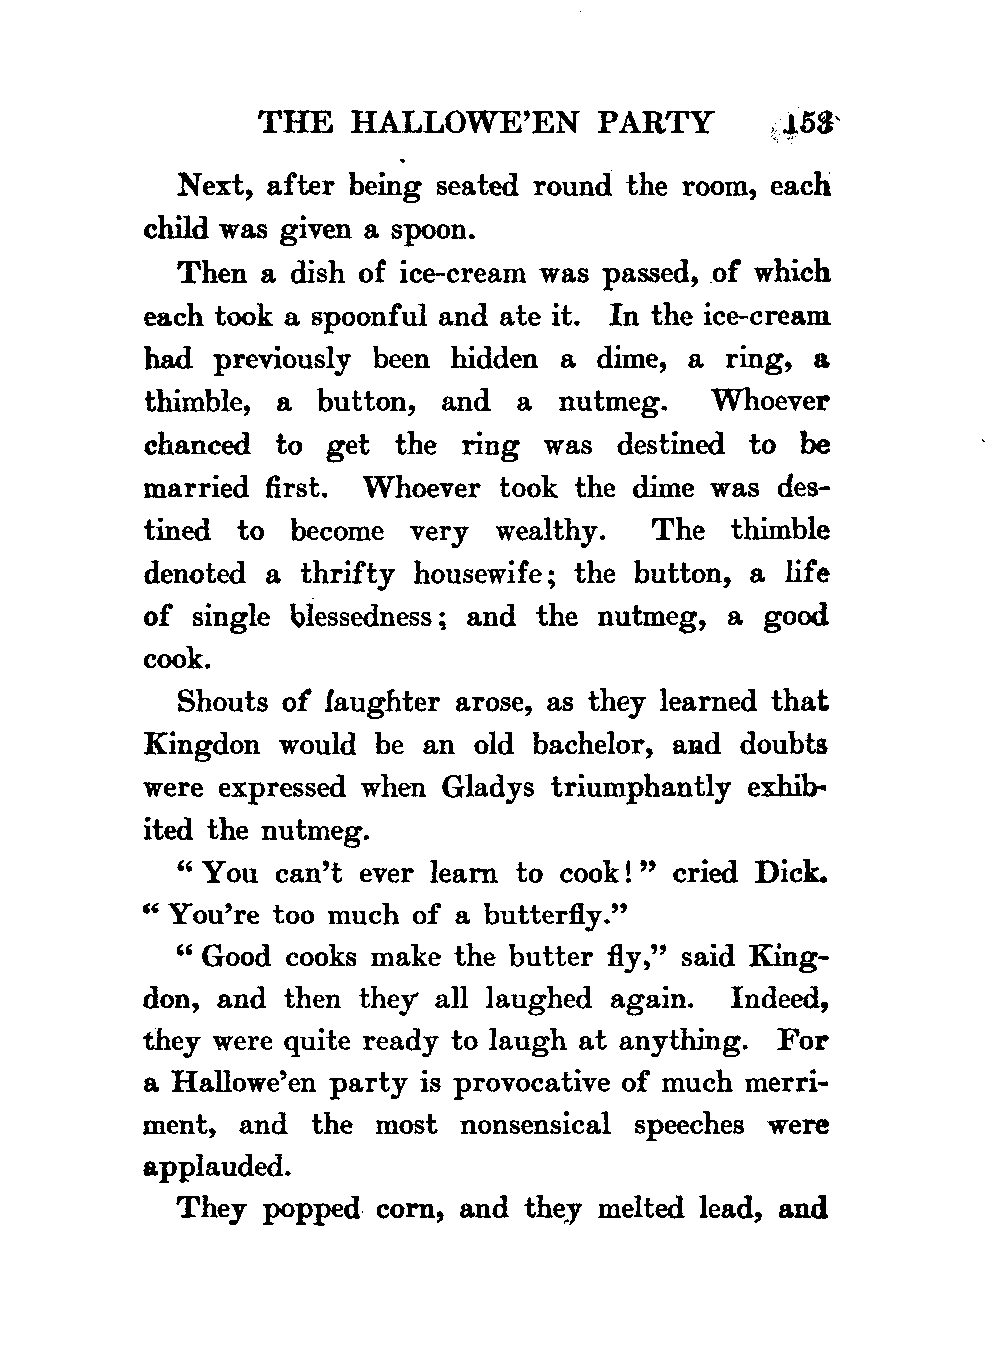 THE HALLOWE'EN PARTY 153
Next, after being seated round the room, each
child was given a spoon.
Then a dish of ice-cream was passed, of which
each took a spoonful and ate it. In the ice-cream
had previously been hidden a dime, a ring, a
thimble, a button, and a nutmeg. Whoever
chanced to get the ring was destined to be
married first. Whoever took the dime was des-
tined to become very wealthy. The thimble
denoted a thrifty housewife; the button, a life
of single blessedness; and the nutmeg, a good
cook.
Shouts of laughter arose, as they learned that
Kingdon would be an old bachelor, and doubts
were expressed when Gladys triumphantly exhib-
ited the nutmeg.
" You can't ever learn to cook! " cried Dick.
" You're too much of a butterfly."
" Good cooks make the butter fly," said King-
don, and then they all laughed again. Indeed,
they were quite ready to laugh at anything. For
a Hallowe'en party is provocative of much merri-
ment, and the most nonsensical speeches were
applauded.
They popped corn, and they melted lead, and